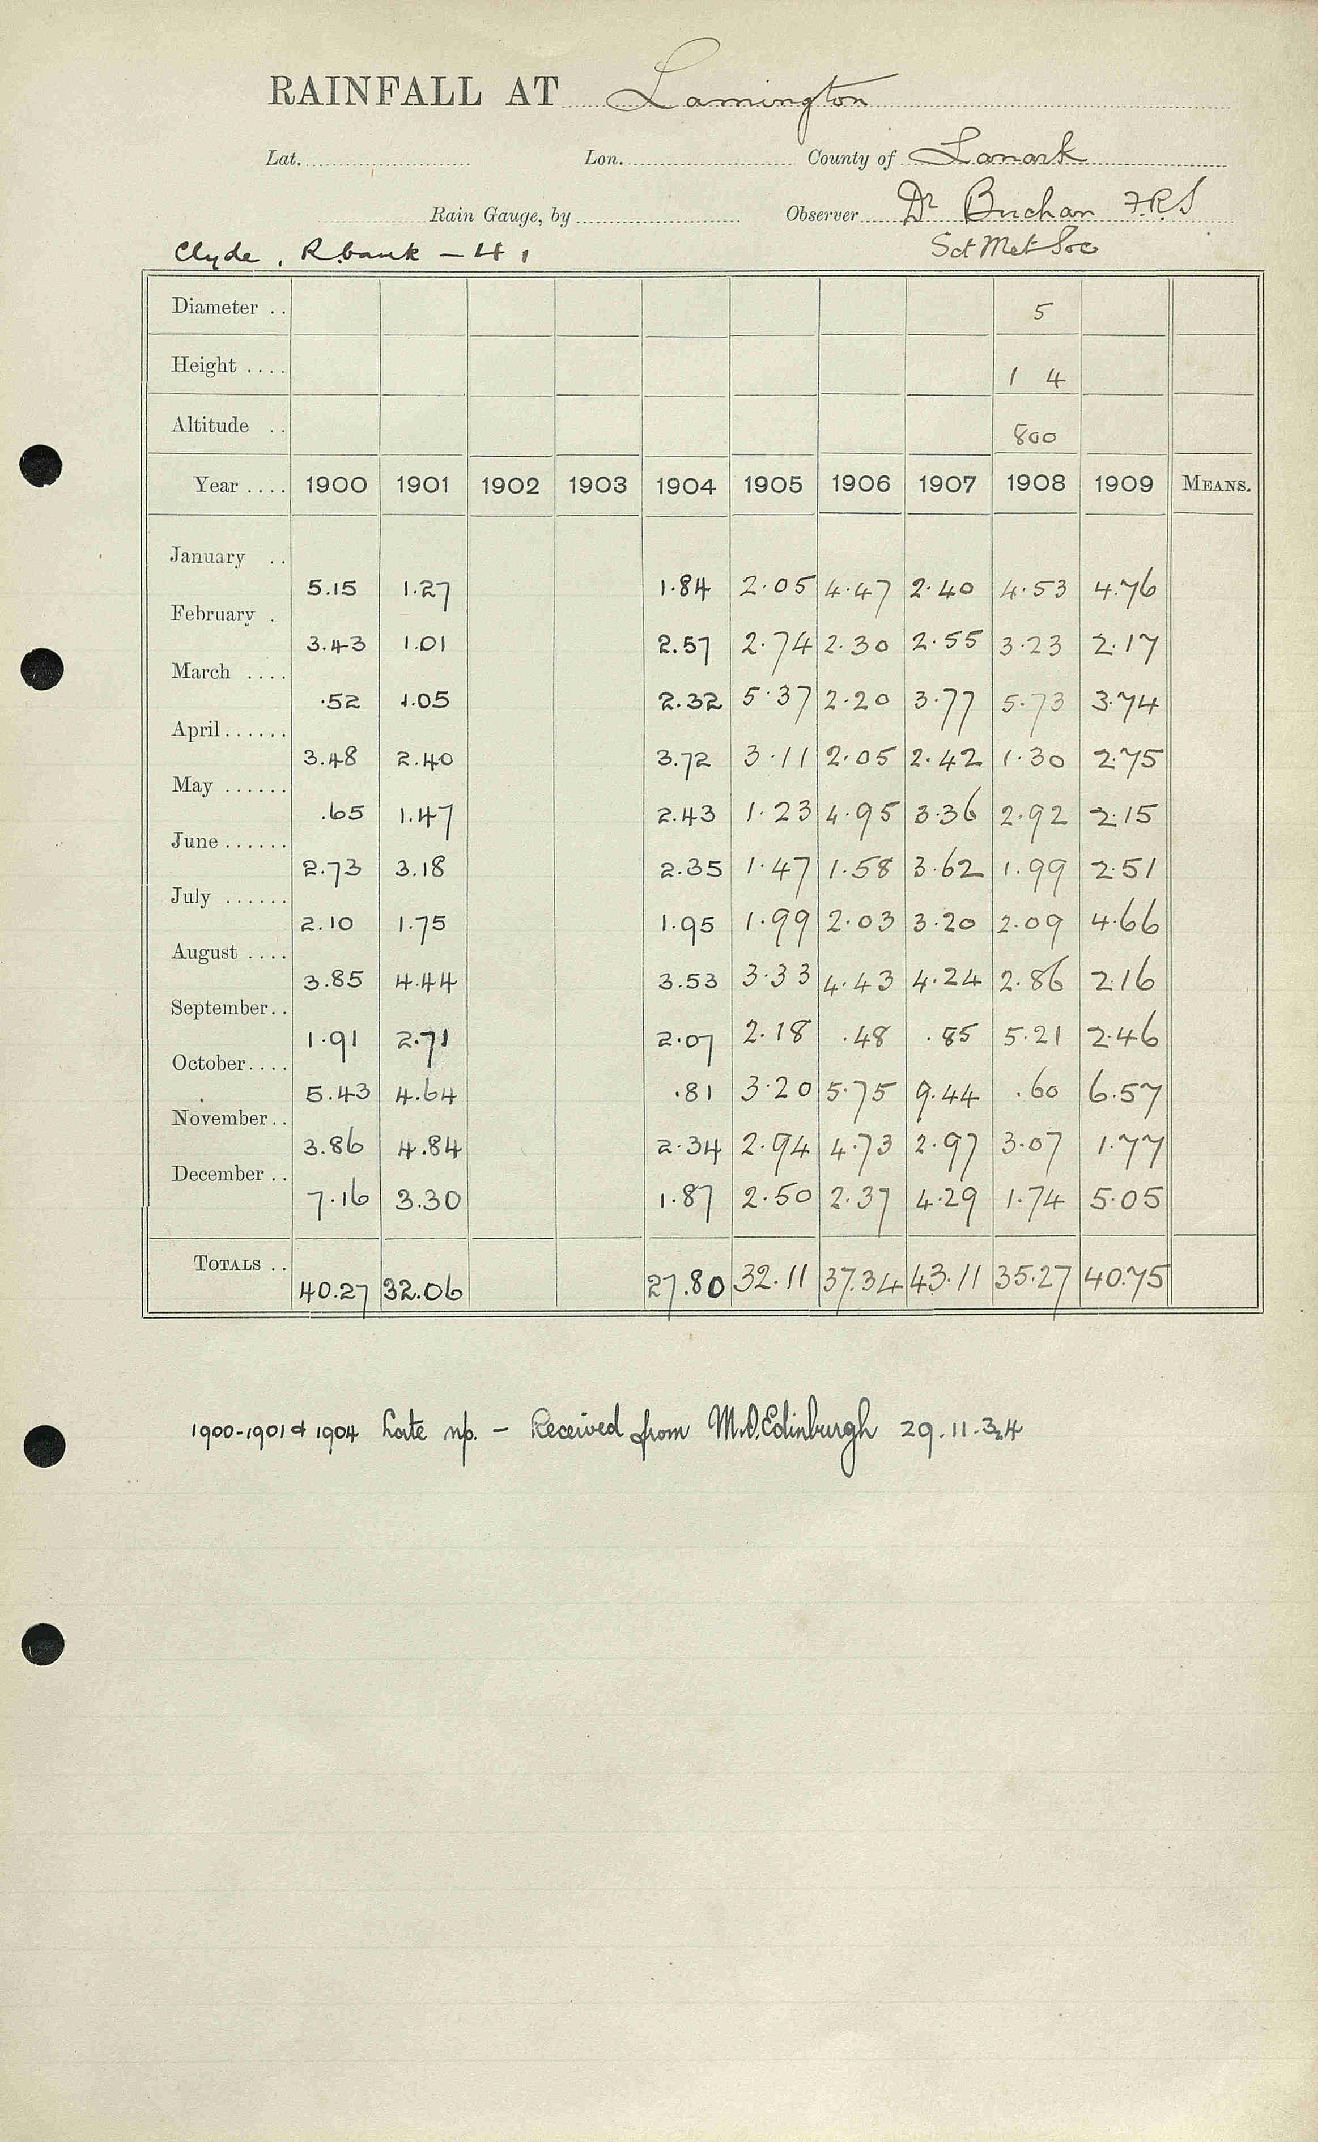 RAINFALL AT Lamington
Lat. Lon. County of Lanark
Rain Gauge, by Observer Dr Buchan F.R.S
Clyde, R.bank - 41 Sct Met Soc
Diameter .. 5
Height .... 1 4
Altitude .. 800
Year .... 1900 1901 1902 1903 1904 1905 1906 1907 1908 1909 MEANS.
January .. 5.15 1.27 1.84 2.05 4.47 2.40 4.53 4.76
February . 3.43 1.01 2.57 2.74 2.30 2.55 3.23 2.17
March .... .52 1.05 2.32 5.37 2.20 3.77 5.73 3.74
April...... 3.48 2.40 3.72 3.11 2.05 2.42 1.30 2.75
May ...... .65 1.47 2.43 1.23 4.95 3.36 2.92 2.15
June...... 2.73 3.18 2.35 1.47 1.58 3.62 1.99 2.51
July ...... 2.10 1.75 1.95 1.99 2.03 3.20 2.09 4.66
August .... 3.85 4.44 3.53 3.33 4.43 4.24 2.86 2.16
September.. 1.91 2.71 2.07 2.18 .48 .85 5.21 2.46
October.... 5.43 4.64 .81 3.20 5.75 9.44 .60 6.57
November.. 3.86 4.84 2.34 2.94 4.73 2.97 3.07 1.77
December .. 7.16 3.30 1.87 2.50 2.37 4.29 1.74 5.05
TOTALS .. 40.27 32.06 27.80 32.11 37.34 43.11 35.27 40.75
1900-1901 & 1904 Late up. - Received from M.O. Edinburgh 29.11.34